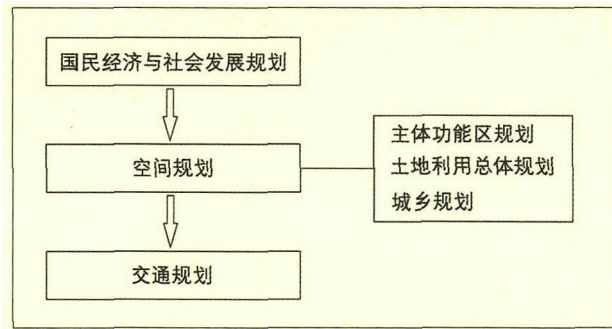 国民经济与社会发展规划
空间规划
主体功能区规划
土地利用总体规划
城乡规划
交通规划